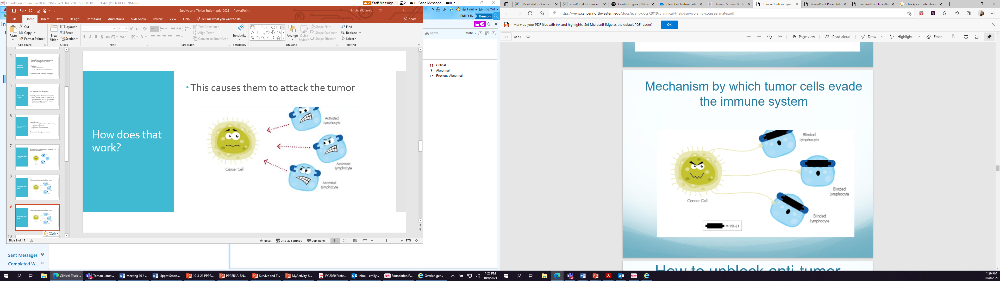 Foundation Production /85lv - NMG GYN ONC 250 E SUPERIOR ST STE 420 (PRENTICE) - NM267619
2 Staff Message 2 1 : Case Message 0
Survive and Thrive Endometrial 2021 - PowerPoint
Hinchcliff, Emily
File Home Insert Draw Design Transitions Animations Slide Show Review View Help Tell me what you want to do Share
Paste
Cut
Copy
Format Painter
Clipboard
New Slide
Layout
Reset
Section
Slides
32
Font
Text Direction
Align Text
Convert to SmartArt
Paragraph
Sensitivity
Sensitivity
Arrange
Quick Styles
Shape Fill
Shape Outline
Shape Effects
Drawing
Find
Replace
Select
Editing
4
5
6
7
8
9
10
How does that
work?
• This causes them to attack the tumor
Activated
Lymphocyte
Activated
Lymphocyte
Activated
Lymphocyte
Cancer Cell
(Ctrl)
Slide 9 of 15
Notes Display Settings Comments 97%
Print Log Out
EMILY H. Beacon
3+
Appts More
Critical
Abnormal
Previous Abnormal
Sent Messages
Completed W...
Clinical Trials ... Toman, Janet... Meeting 10 4 ... Lippitt Smart... 10-3-21 PPP2... PPP2R1A_RN... Survive and T... MyActivity_S... FY 2020 Profe... Inbox - emily... Foundation P... Ovarian ger...
1:26 PM
10/8/2021
cBioPortal for Cancer cBioPortal for Cancer Content Types | Nature Clear Cell Nature Sub Ovarian Survive & Thr Clinical Trials in Gynec PowerPoint Presentati ovarian2017-clinicaltri checkpoint inhibitor e
https://www.cancer.northwestern.edu/docs/event-docs/2019/5_clinical-trials-survivorship-course2_matei.pdf
Mark-up your PDF files with ink and highlights. Set Microsoft Edge as the default PDF reader? OK
31 of 53 Page view Read aloud Draw Highlight Erase
Mechanism by which tumor cells evade
the immune system
Blinded
Lymphocyte
Blinded
Lymphocyte
Blinded
Lymphocyte
Cancer Cell
= PD-L1
How to unblock anti-tumor
1:26 PM
10/8/2021